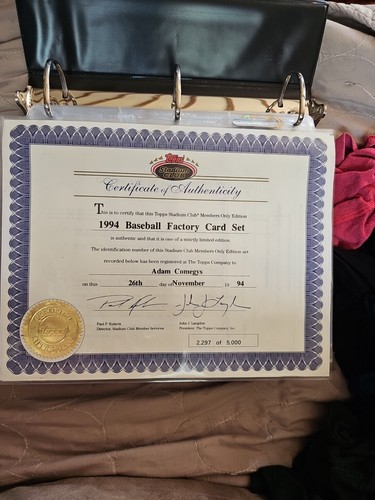 Topps
Stadium
CLUB
Certificate of Authenticity
This is to certify that this Topps Stadium Club® Members Only Edition
1994 Baseball Factory Card Set
is authentic and that it is one of a strictly limited edition.
The identification number of this Stadium Club Members Only Edition set
recorded below has been registered at The Topps Company to
Adam Comegys
on this 26th day of November 19 94
Paul P.
Director, Stadium Club Member Services
John J. Langdon
President, The Topps Company, Inc.
2,297 of 5,000